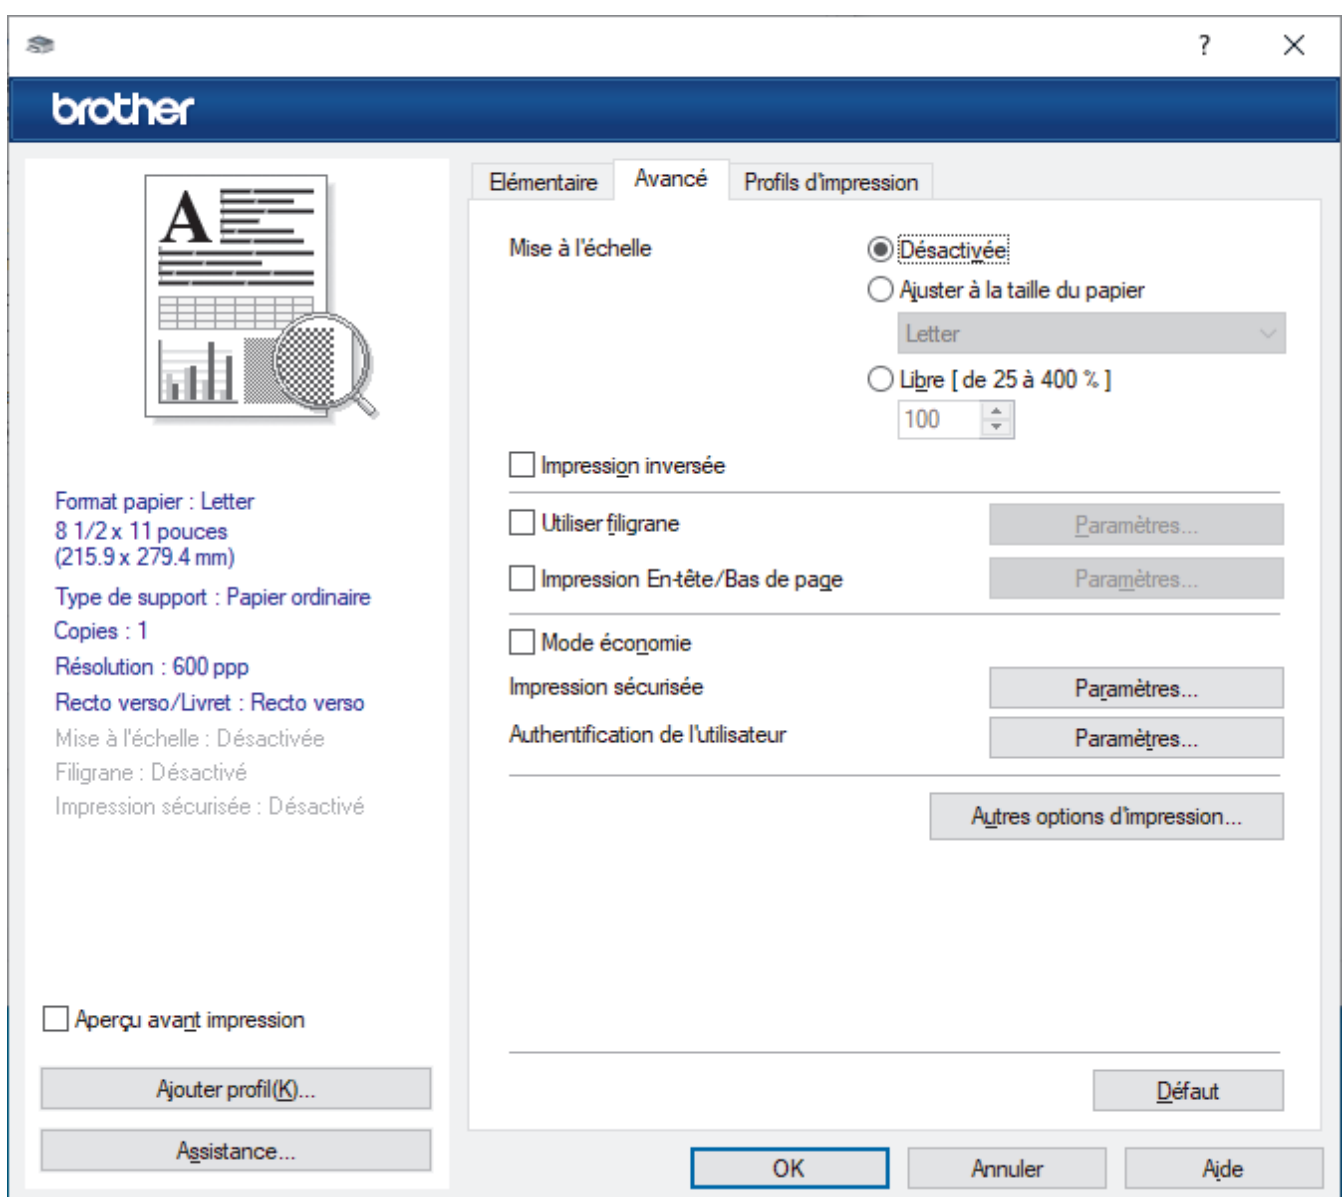 ?
brother
Elémentaire
Avancé
Profils d'impression
A
Format papier : Letter
8 1/2 x 11 pouces
(215.9 x 279.4 mm)
Type de support : Papier ordinaire
Copies : 1
Résolution : 600 ppp
Recto verso/Livret : Recto verso
Mise à l'échelle : Désactivée
Filigrane : Désactivé
Impression sécurisée : Désactivé
Aperçu avant impression
Ajouter profil(K)...
Assistance...
Mise à l'échelle
Désactivée
Ajuster à la taille du papier
Letter
Libre [ de 25 à 400 % ]
100
Impression inversée
Utiliser filigrane
Paramètres...
Impression En-tête/Bas de page
Paramètres...
Mode économie
Impression sécurisée
Paramètres...
Authentification de l'utilisateur
Paramètres...
Autres options d'impression...
Défaut
OK
Annuler
Aide